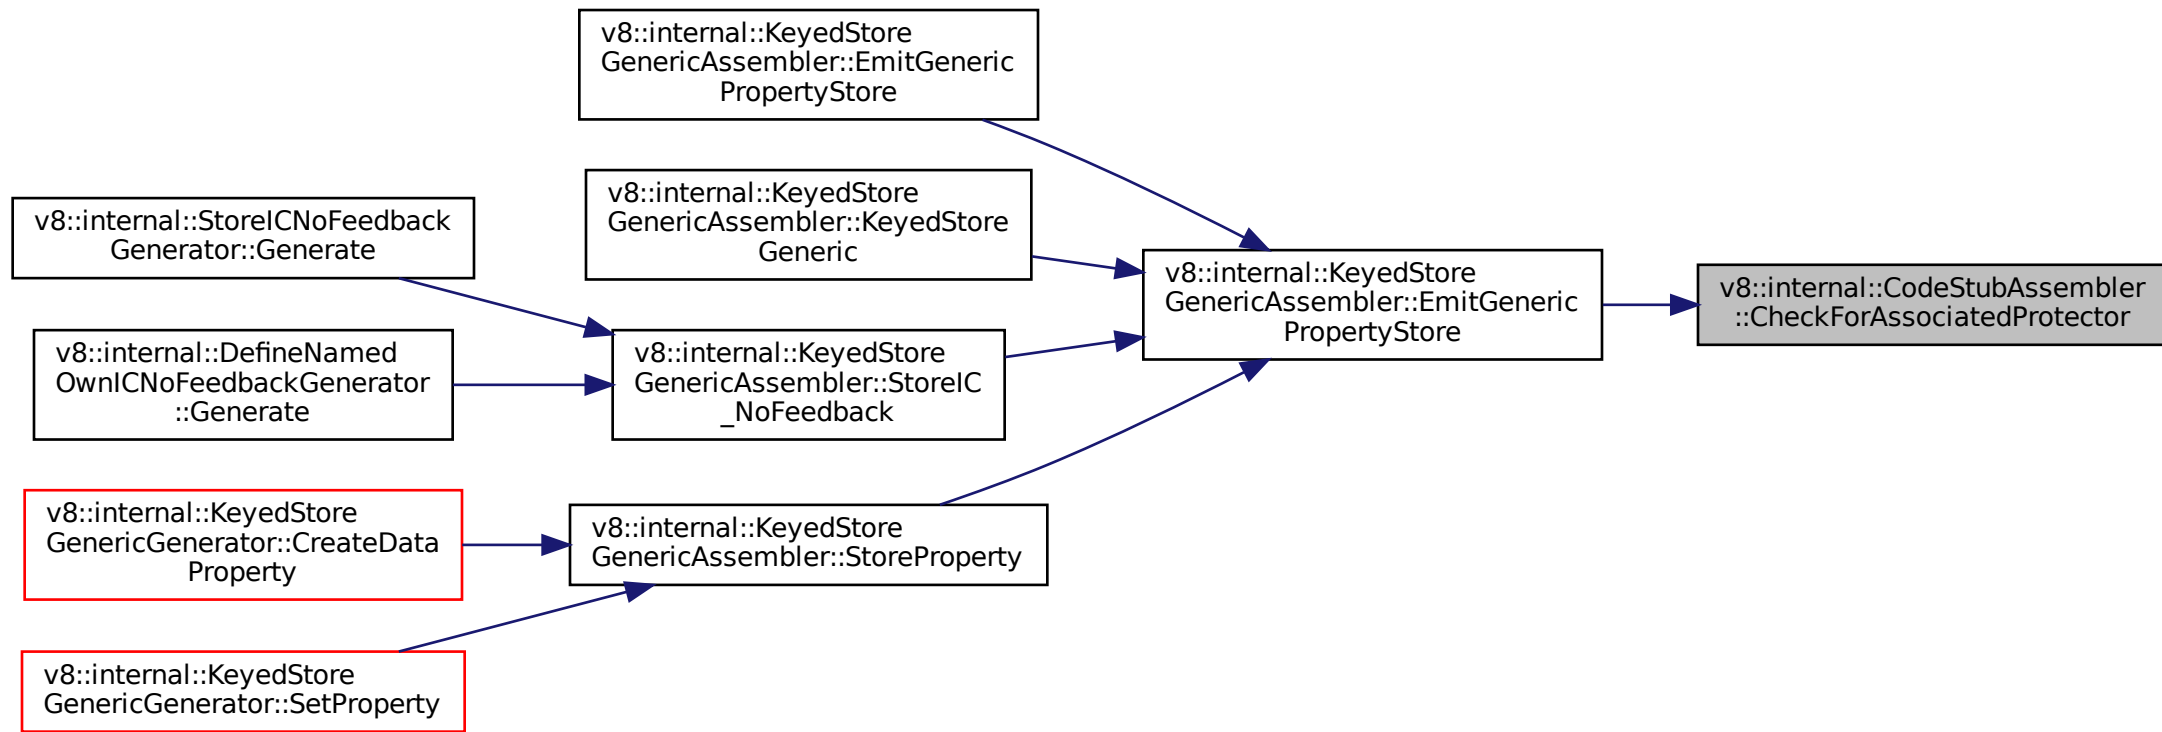 v8::internal::KeyedStore
GenericAssembler::EmitGeneric
PropertyStore
v8::internal::KeyedStore
GenericAssembler::KeyedStore
Generic
v8::internal::StoreICNoFeedback
Generator::Generate
v8::internal::KeyedStore
GenericAssembler::EmitGeneric
PropertyStore
v8::internal::CodeStubAssembler
::CheckForAssociatedProtector
v8::internal::DefineNamed
OwnICNoFeedbackGenerator
::Generate
v8::internal::KeyedStore
GenericAssembler::StoreIC
_NoFeedback
v8::internal::KeyedStore
GenericGenerator::CreateData
Property
v8::internal::KeyedStore
GenericAssembler::StoreProperty
v8::internal::KeyedStore
GenericGenerator::SetProperty